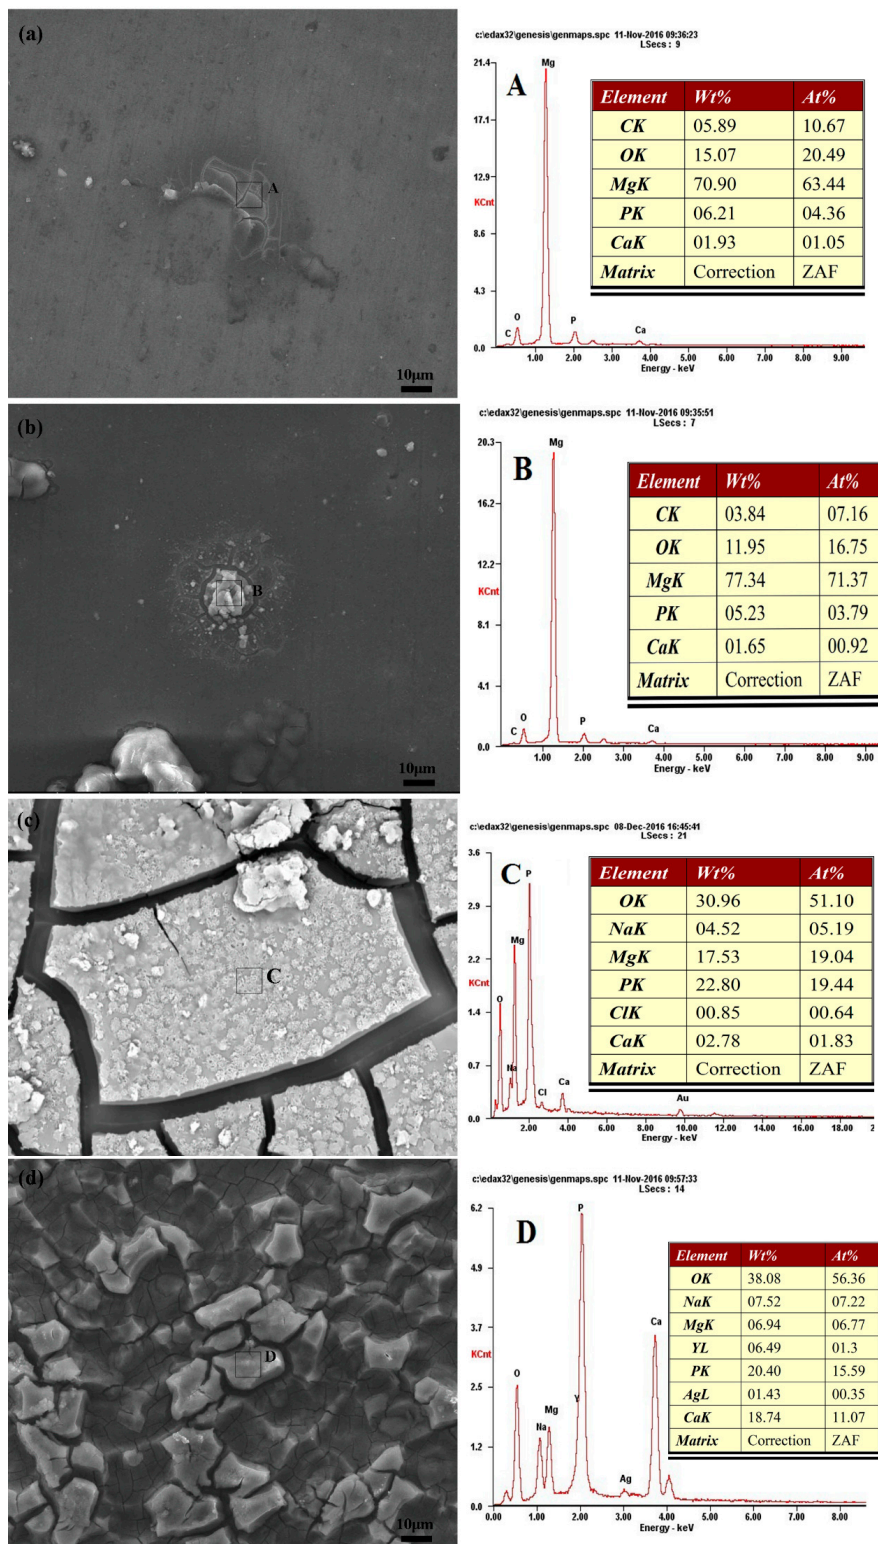 (a)
A
10μm
c:\edax32\genesis\genmaps.spc 11-Nov-2016 09:36:23
LSecs : 9
21.4
17.1
12.9
KCnt
8.6
4.3
0.0
A
C
O
Mg
P
Ca
1.00 2.00 3.00 4.00 5.00 6.00 7.00 8.00 9.00
Energy - keV
Element Wt% At%
CK 05.89 10.67
OK 15.07 20.49
MgK 70.90 63.44
PK 06.21 04.36
CaK 01.93 01.05
Matrix Correction ZAF
(b)
B
10μm
c:\edax32\genesis\genmaps.spc 11-Nov-2016 09:35:51
LSecs : 7
20.3
16.2
12.2
KCnt
8.1
4.1
0.0
B
C
O
Mg
P
Ca
1.00 2.00 3.00 4.00 5.00 6.00 7.00 8.00 9.00
Energy - keV
Element Wt% At%
CK 03.84 07.16
OK 11.95 16.75
MgK 77.34 71.37
PK 05.23 03.79
CaK 01.65 00.92
Matrix Correction ZAF
(c)
C
c:\edax32\genesis\genmaps.spc 08-Dec-2016 16:45:41
LSecs : 21
3.6
2.9
2.2
KCnt
1.4
0.7
0.0
C
O
Na
Mg
P
Cl
Ca
Au
2.00 4.00 6.00 8.00 10.00 12.00 14.00 16.00 18.00 2
Energy - keV
Element Wt% At%
OK 30.96 51.10
NaK 04.52 05.19
MgK 17.53 19.04
PK 22.80 19.44
ClK 00.85 00.64
CaK 02.78 01.83
Matrix Correction ZAF
(d)
D
10μm
c:\edax32\genesis\genmaps.spc 11-Nov-2016 09:57:33
LSecs : 14
6.2
4.9
3.7
KCnt
2.5
1.2
0.0
D
O
Na
Mg
Y
P
Ag
Ca
1.00 2.00 3.00 4.00 5.00 6.00 7.00 8.00
Energy - keV
Element Wt% At%
OK 38.08 56.36
NaK 07.52 07.22
MgK 06.94 06.77
YL 06.49 01.3
PK 20.40 15.59
AgL 01.43 00.35
CaK 18.74 11.07
Matrix Correction ZAF